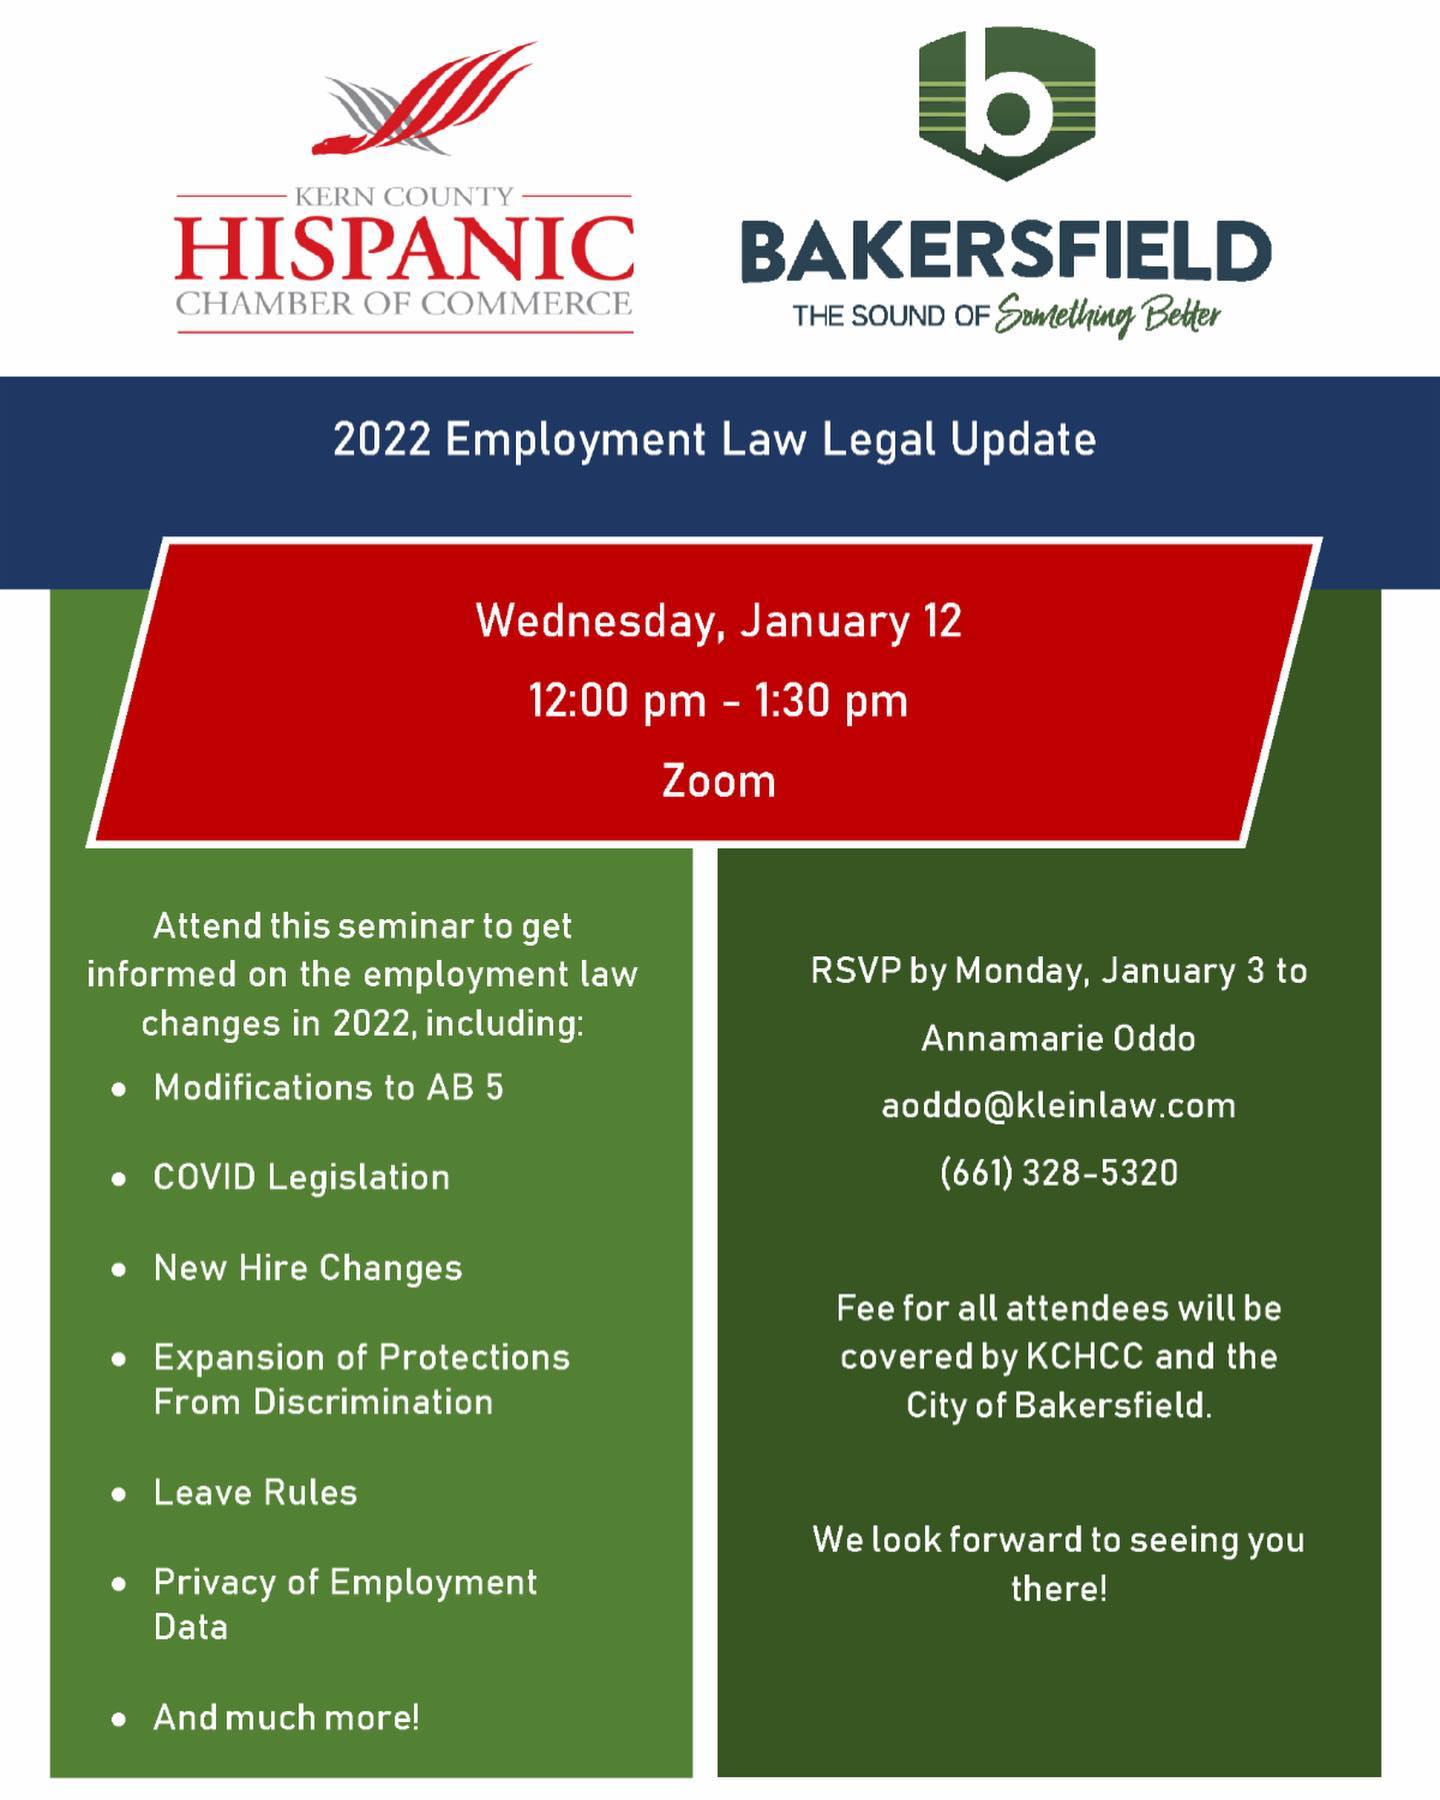 KERN COUNTY
HISPANIC
CHAMBER OF COMMERCE
b
BAKERSFIELD
THE SOUND OF Something Better
2022 Employment Law Legal Update
Wednesday, January 12
12:00 pm - 1:30 pm
Zoom
Attend this seminar to get
informed on the employment law
changes in 2022, including:
• Modifications to AB 5
• COVID Legislation
• New Hire Changes
• Expansion of Protections
From Discrimination
• Leave Rules
• Privacy of Employment
Data
• And much more!
RSVP by Monday, January 3 to
Annamarie Oddo
aoddo@kleinlaw.com
(661) 328-5320
Fee for all attendees will be
covered by KCHCC and the
City of Bakersfield.
We look forward to seeing you
there!